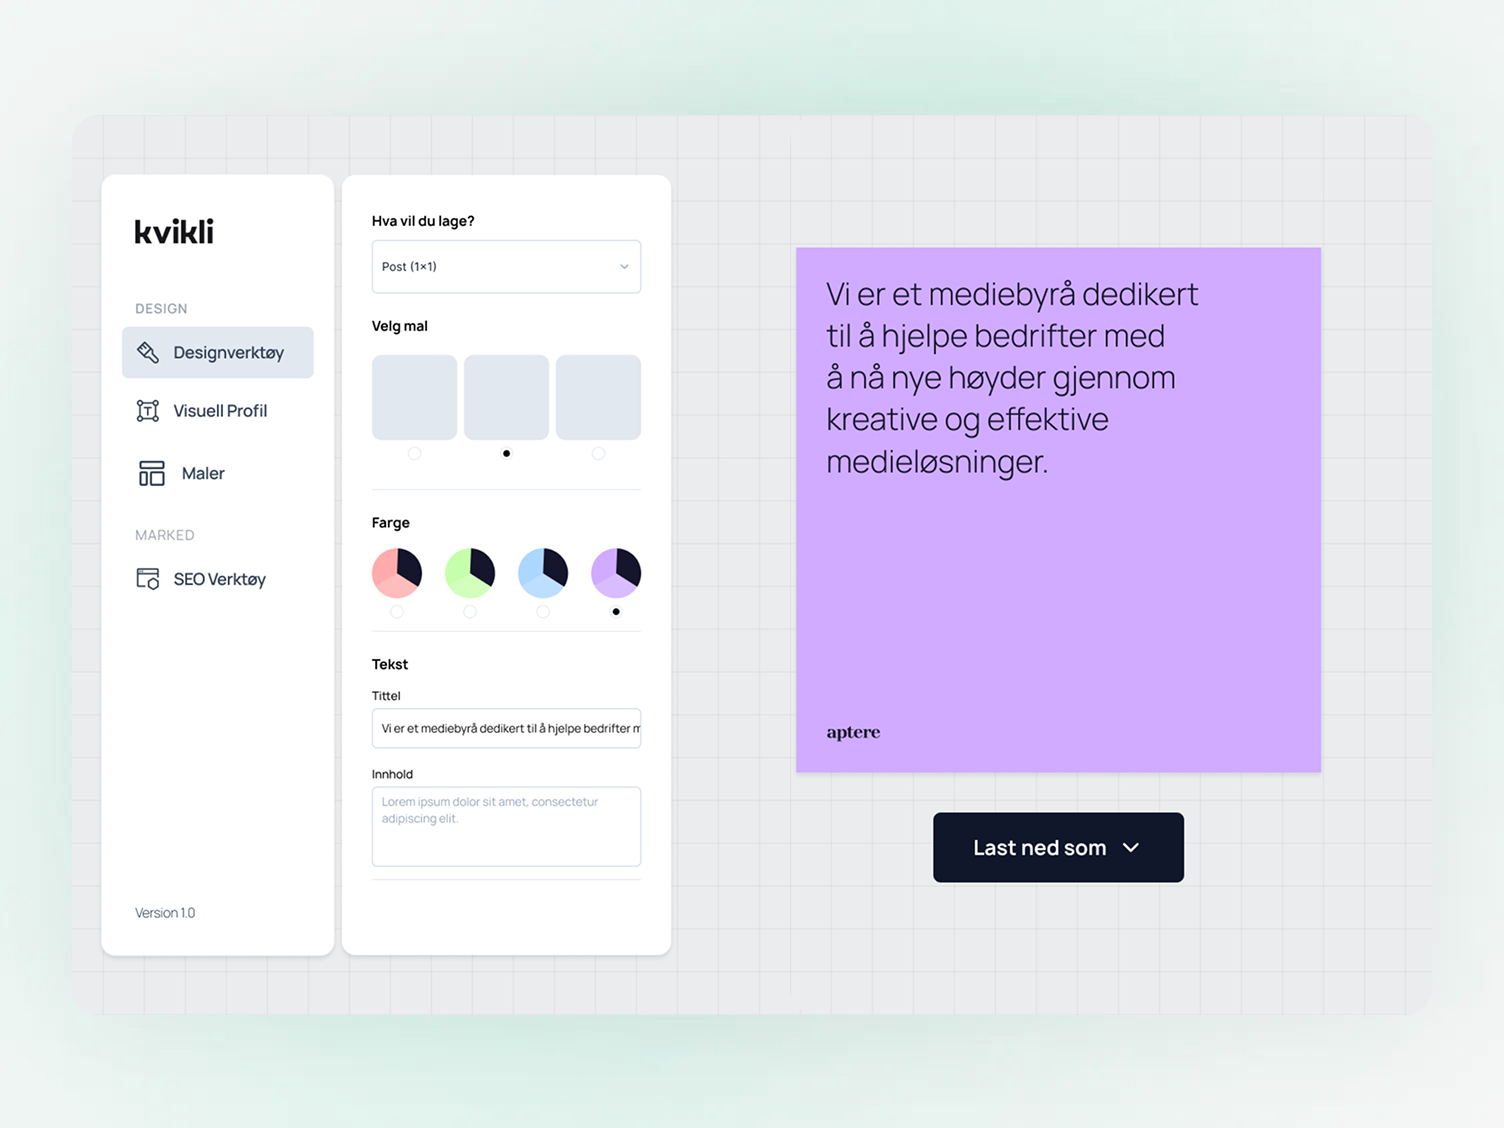 kvikli
DESIGN
Designverktøy
Visuell Profil
Maler
MARKED
SEO Verktøy
Version 1.0
Hva vil du lage?
Post (1×1)
Velg mal
Farge
Tekst
Tittel
Vi er et mediebyrå dedikert til å hjelpe bedrifter m
Innhold
Lorem ipsum dolor sit amet, consectetur
adipiscing elit.
Vi er et mediebyrå dedikert
til å hjelpe bedrifter med
å nå nye høyder gjennom
kreative og effektive
medieløsninger.
aptere
Last ned som